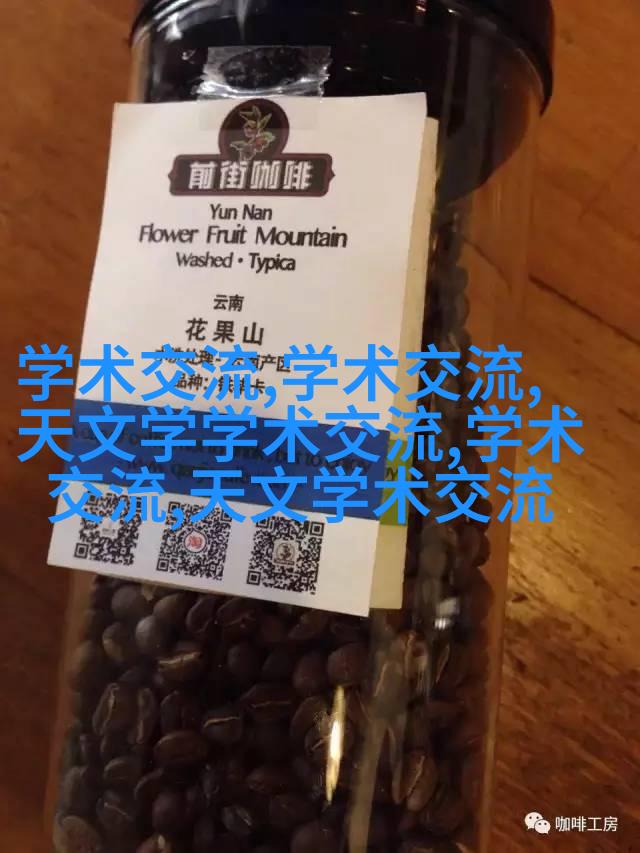 前街咖啡
Yun Nan
Flower Fruit Mountain
Washed • Typica
云南
花果山
学术交流,学术交流,
天文学学术交流,学术
交流,天文学术交流
淘
咖啡工房